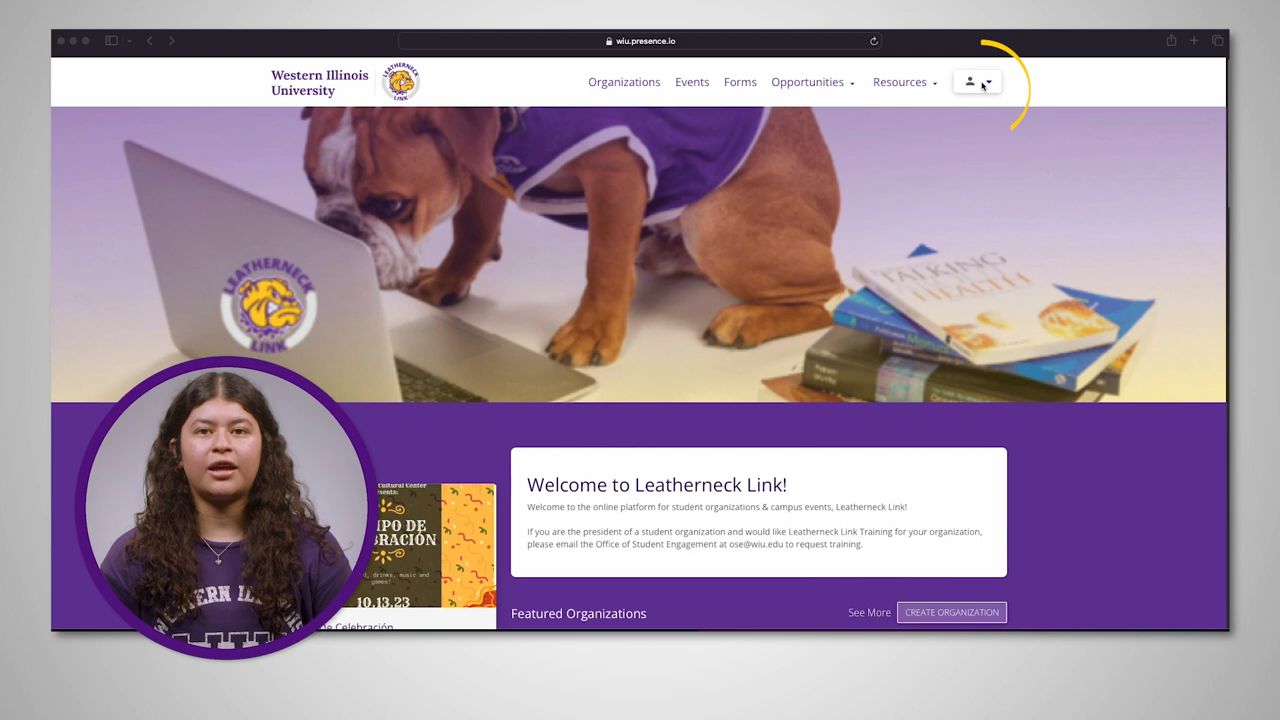 wiu.presence.io
Western Illinois
University
LEATHERNECK
LINK
Organizations
Events
Forms
Opportunities
Resources
TALKING
HEALTH
LEATHERNECK
LINK
Cultural Center
10.13.23
Welcome to Leatherneck Link!
Welcome to the online platform for student organizations & campus events, Leatherneck Link!
If you are the president of a student organization and would like Leatherneck Link Training for your organization,
please email the Office of Student Engagement at ose@wiu.edu to request training.
Featured Organizations
See More
CREATE ORGANIZATION